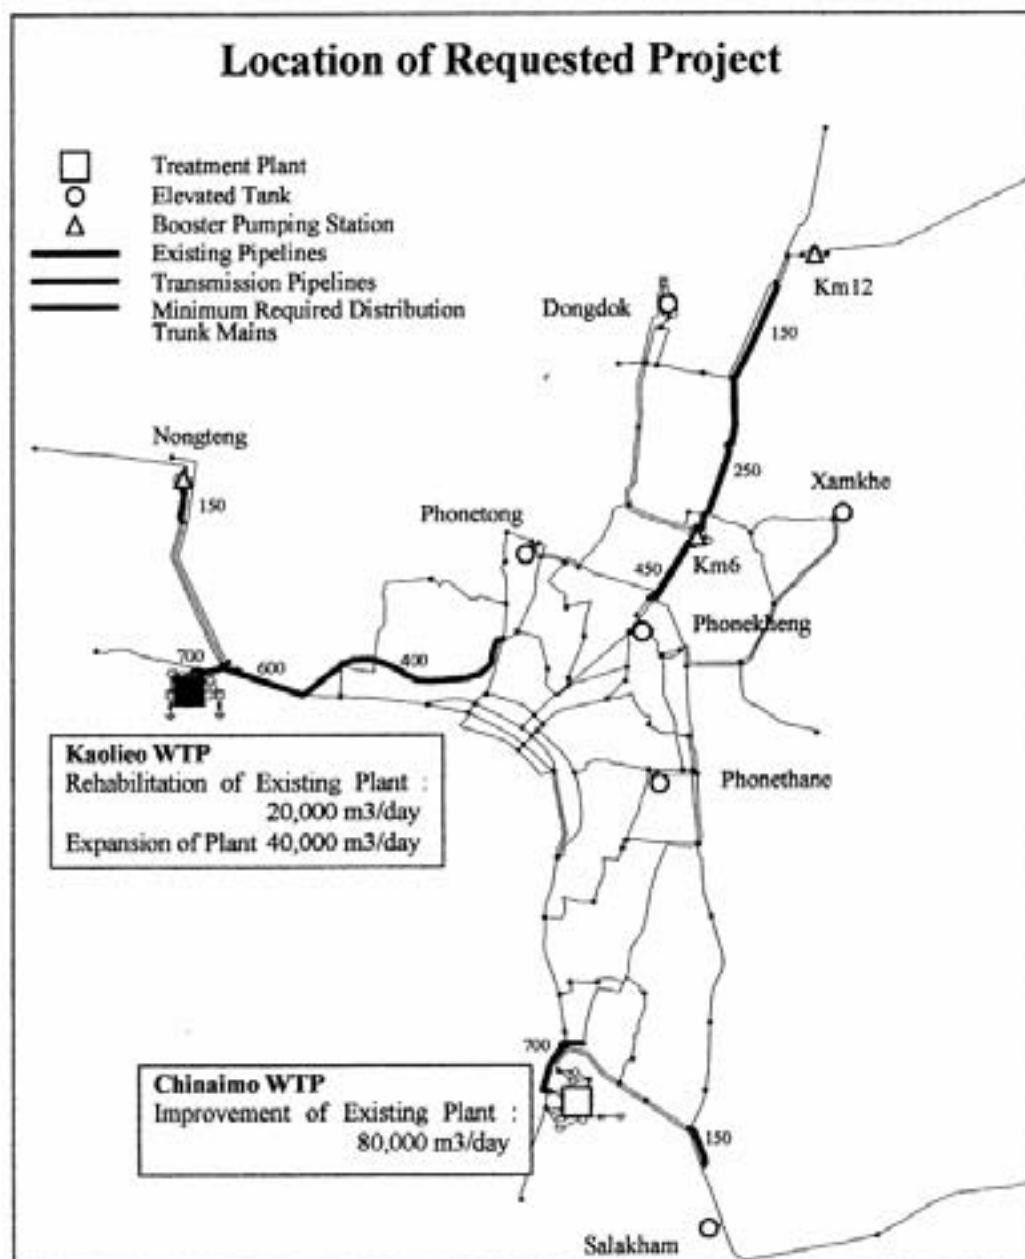 Location of Requested Project
Treatment Plant
Elevated Tank
Booster Pumping Station
Existing Pipelines
Transmission Pipelines
Minimum Required Distribution
Trunk Mains
Km12
Dongdok
150
Nongteng
250
Xamkhe
150
Phonetong
Km6
450
Phonekheng
700
600
400
Kaolieo WTP
Rehabilitation of Existing Plant :
20,000 m3/day
Expansion of Plant 40,000 m3/day
Phonethane
700
Chinaimo WTP
Improvement of Existing Plant :
80,000 m3/day
150
Salakham